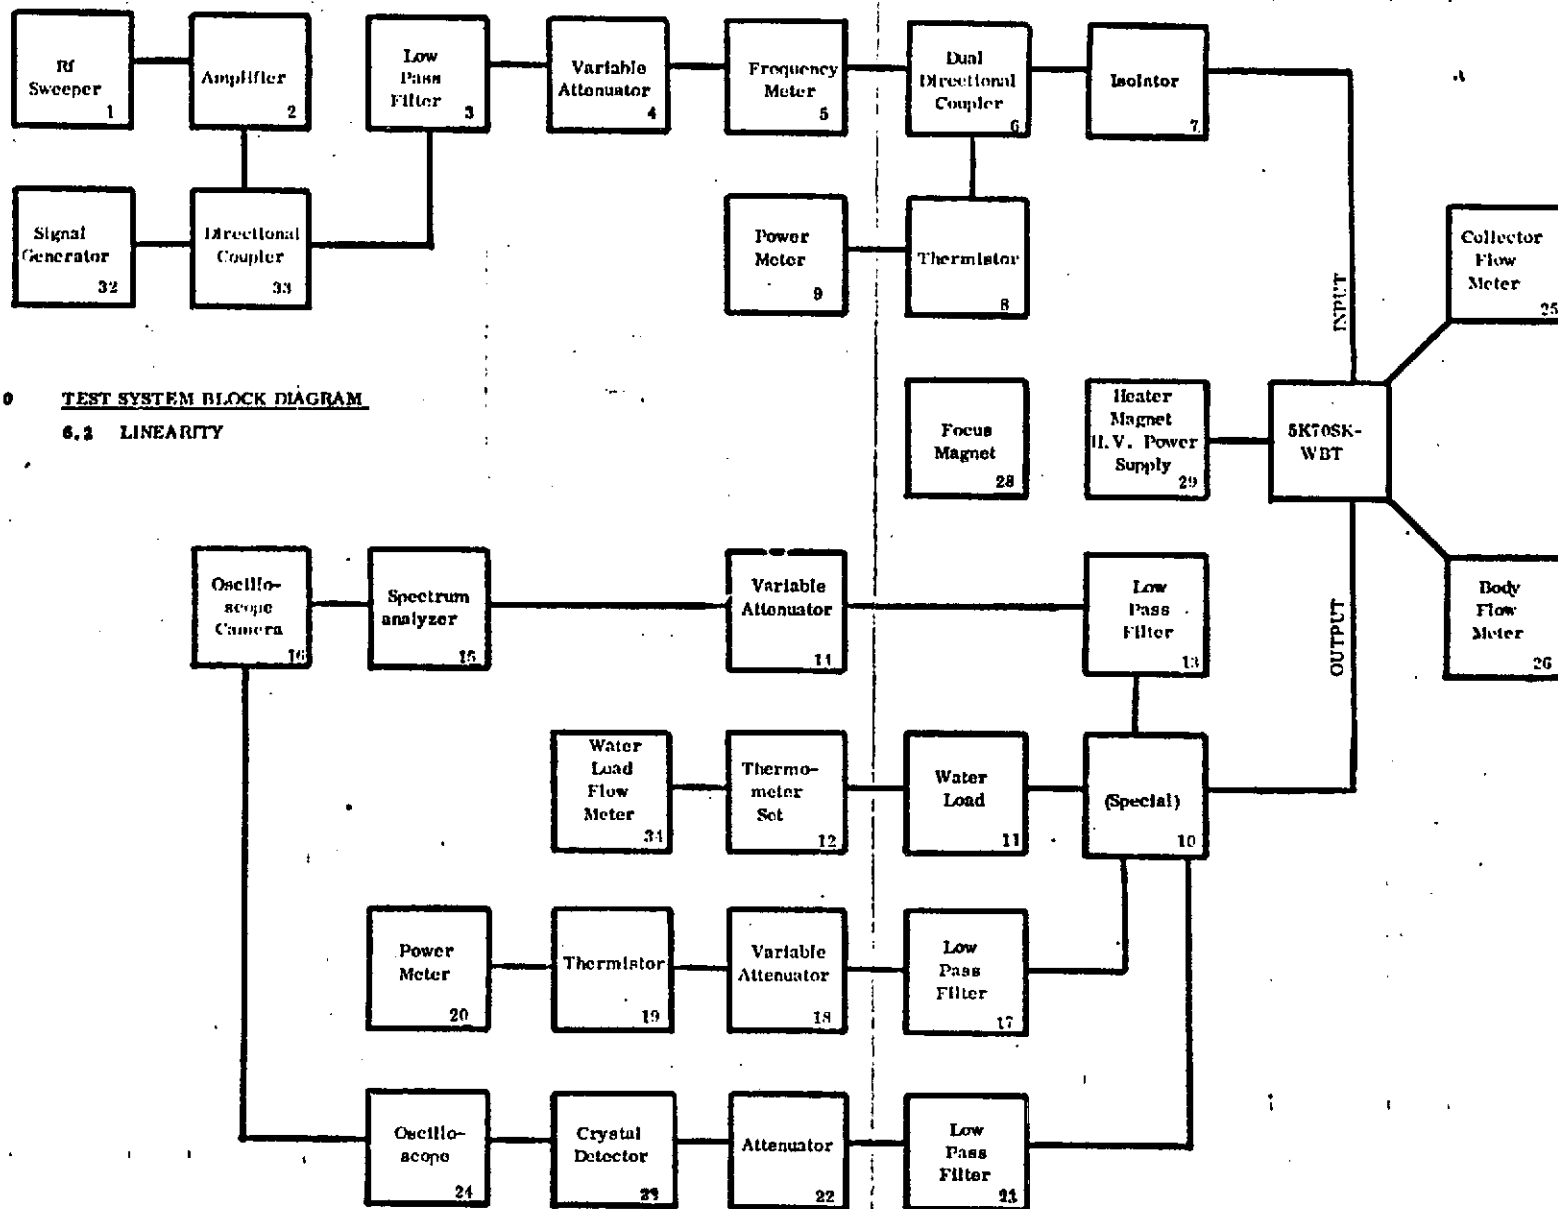 Rf
Sweeper
1
Amplifier
2
Low
Pass
Filter
3
Variable
Attenuator
4
Frequency
Meter
5
Dual
Directional
Coupler
6
Isolator
7
Signal
Generator
32
Directional
Coupler
33
Power
Meter
9
Thermistor
8
INPUT
Collector
Flow
Meter
25
0 TEST SYSTEM BLOCK DIAGRAM
6.2 LINEARITY
Focus
Magnet
28
Heater
Magnet
H.V. Power
Supply
29
5K70SK-
WBT
Oscillo-
scope
Camera
16
Spectrum
analyzer
15
Variable
Attenuator
14
Low
Pass
Filter
13
OUTPUT
Body
Flow
Meter
26
Water
Load
Flow
Meter
34
Thermo-
meter
Set
12
Water
Load
11
(Special)
10
Power
Meter
20
Thermistor
19
Variable
Attenuator
18
Low
Pass
Filter
17
Oscillo-
scope
24
Crystal
Detector
23
Attenuator
22
Low
Pass
Filter
21